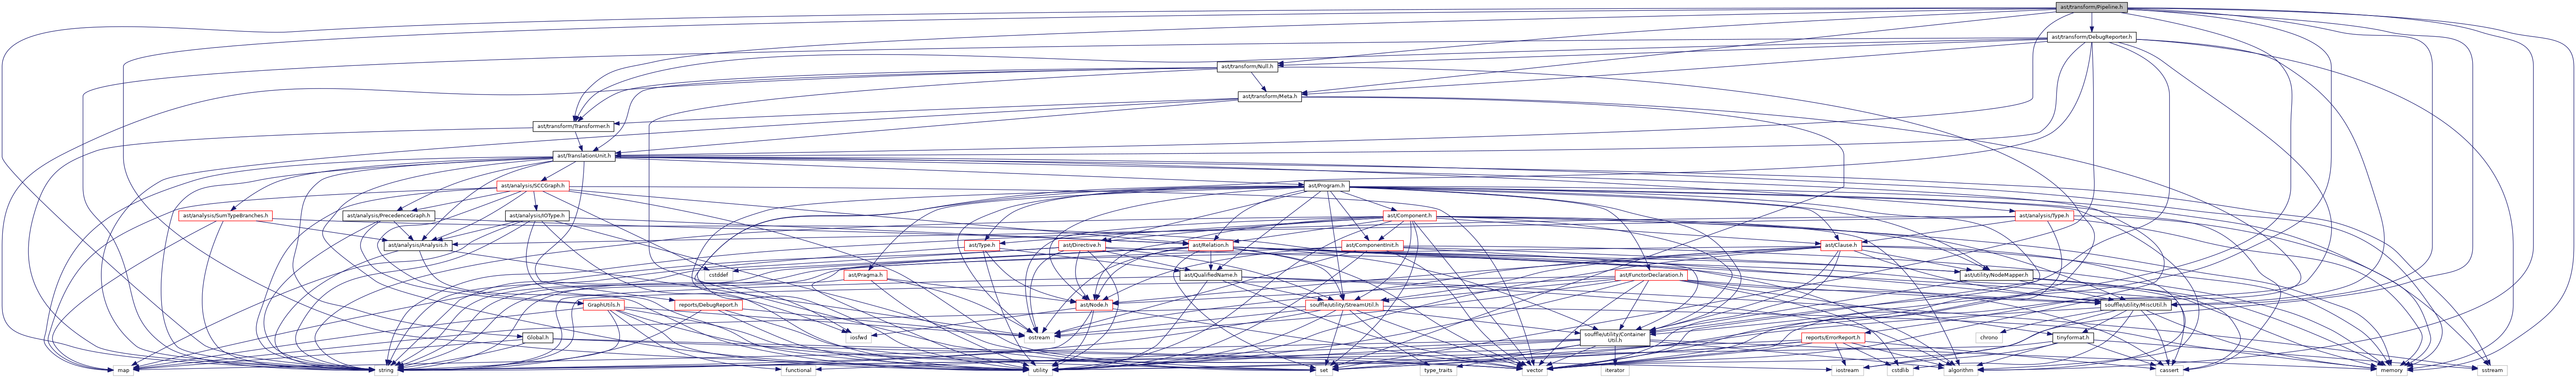 ast/transform/Pipeline.h
ast/transform/DebugReporter.h
ast/transform/Null.h
ast/transform/Meta.h
ast/transform/Transformer.h
ast/TranslationUnit.h
ast/analysis/SCCGraph.h
ast/Program.h
ast/analysis/SumTypeBranches.h
ast/analysis/PrecedenceGraph.h
ast/analysis/IOType.h
ast/Component.h
ast/analysis/Type.h
ast/analysis/Analysis.h
ast/Type.h
ast/Directive.h
ast/Relation.h
ast/ComponentInit.h
ast/Clause.h
cstddef
ast/Pragma.h
ast/QualifiedName.h
ast/FunctorDeclaration.h
ast/utility/NodeMapper.h
GraphUtils.h
reports/DebugReport.h
ast/Node.h
souffle/utility/StreamUtil.h
souffle/utility/MiscUtil.h
Global.h
iosfwd
ostream
souffle/utility/Container
Util.h
reports/ErrorReport.h
chrono
tinyformat.h
map
string
functional
utility
set
type_traits
vector
iterator
iostream
cstdlib
algorithm
cassert
memory
sstream